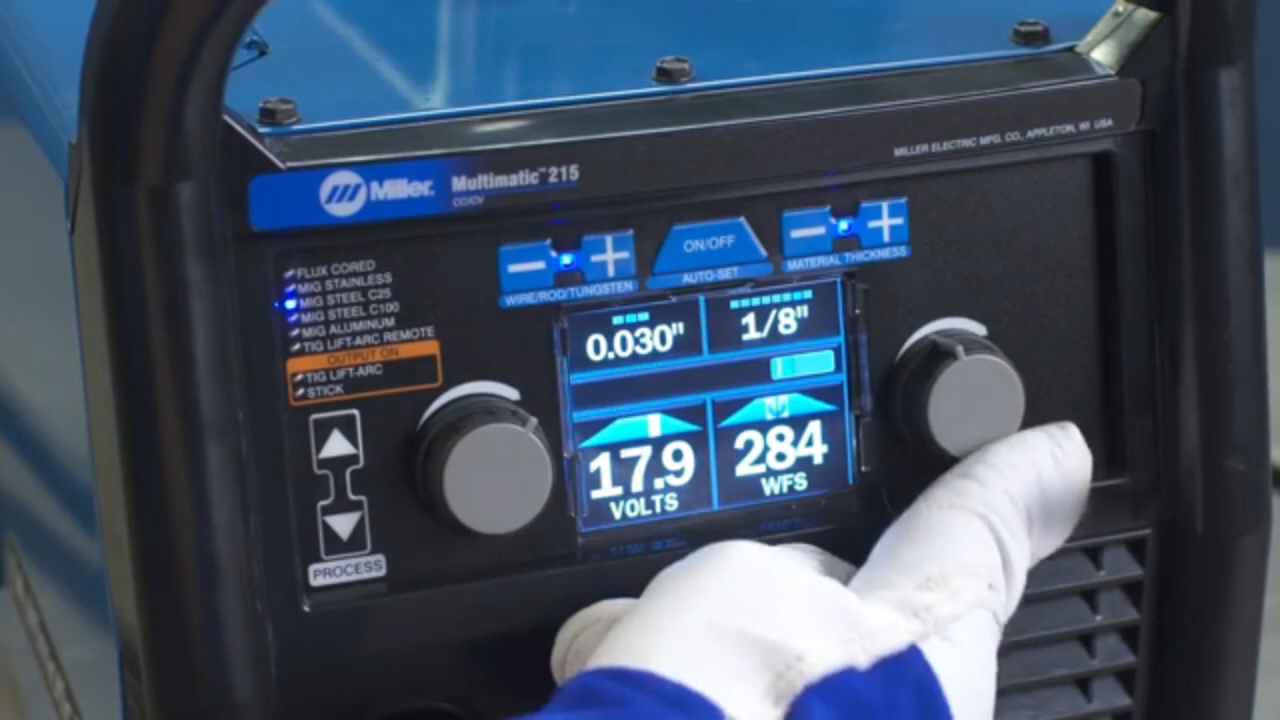 MILLER ELECTRIC MFG. CO., APPLETON, WI USA
Miller. Multimatic™ 215
CC/CV
FLUX CORED
MIG STAINLESS
MIG STEEL C25
MIG STEEL C100
MIG ALUMINUM
TIG LIFT-ARC REMOTE
OUTPUT ON
TIG LIFT-ARC
STICK
PROCESS
− +
WIRE/ROD/TUNGSTEN
ON/OFF
AUTO-SET
− +
MATERIAL THICKNESS
0.030" 1/8"
17.9 284
VOLTS WFS